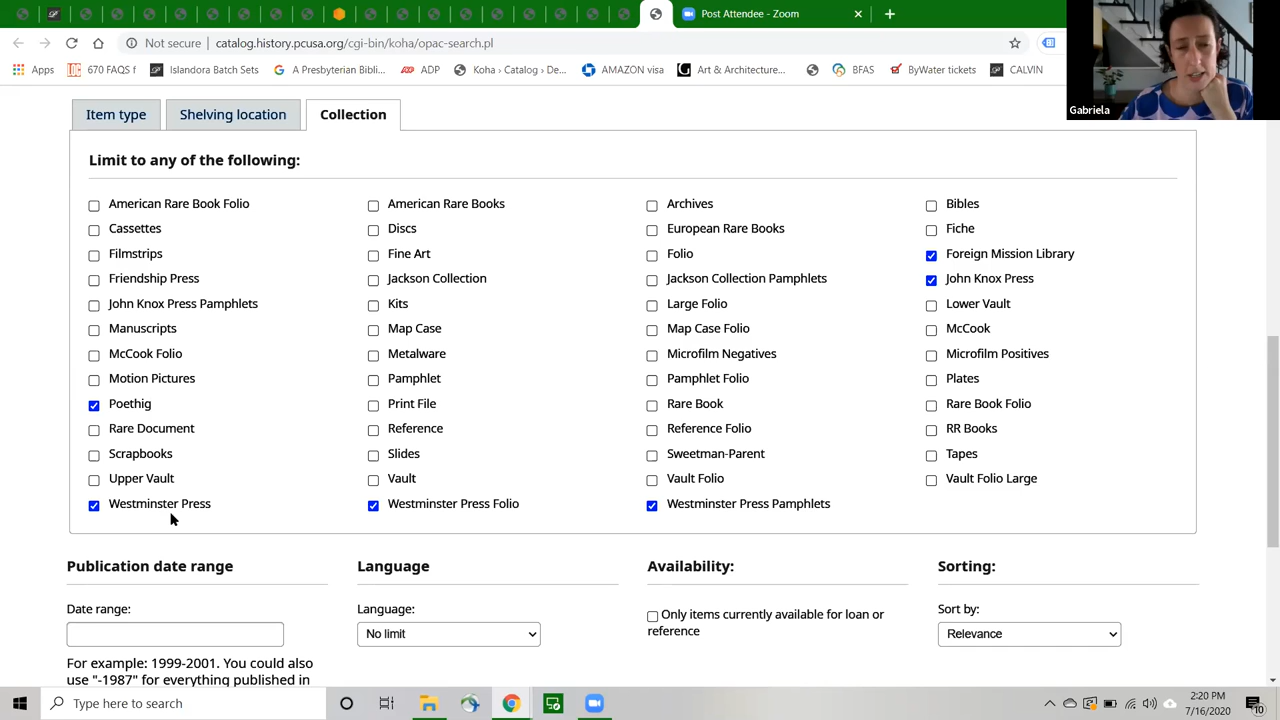 Post Attendee - Zoom
Not secure
catalog.history.pcusa.org/cgi-bin/koha/opac-search.pl
Apps
670 FAQS f
Islandora Batch Sets
A Presbyterian Bibli...
ADP
Koha › Catalog › De...
AMAZON visa
Art & Architecture...
BFAS
ByWater tickets
CALVIN
Gabriela
Item type
Shelving location
Collection
Limit to any of the following:
American Rare Book Folio
American Rare Books
Archives
Bibles
Cassettes
Discs
European Rare Books
Fiche
Filmstrips
Fine Art
Folio
Foreign Mission Library
Friendship Press
Jackson Collection
Jackson Collection Pamphlets
John Knox Press
John Knox Press Pamphlets
Kits
Large Folio
Lower Vault
Manuscripts
Map Case
Map Case Folio
McCook
McCook Folio
Metalware
Microfilm Negatives
Microfilm Positives
Motion Pictures
Pamphlet
Pamphlet Folio
Plates
Poethig
Print File
Rare Book
Rare Book Folio
Rare Document
Reference
Reference Folio
RR Books
Scrapbooks
Slides
Sweetman-Parent
Tapes
Upper Vault
Vault
Vault Folio
Vault Folio Large
Westminster Press
Westminster Press Folio
Westminster Press Pamphlets
Publication date range
Language
Availability:
Sorting:
Date range:
Language:
Only items currently available for loan or
reference
Sort by:
No limit
Relevance
For example: 1999-2001. You could also
use "-1987" for everything published in
Type here to search
2:20 PM
7/16/2020
10